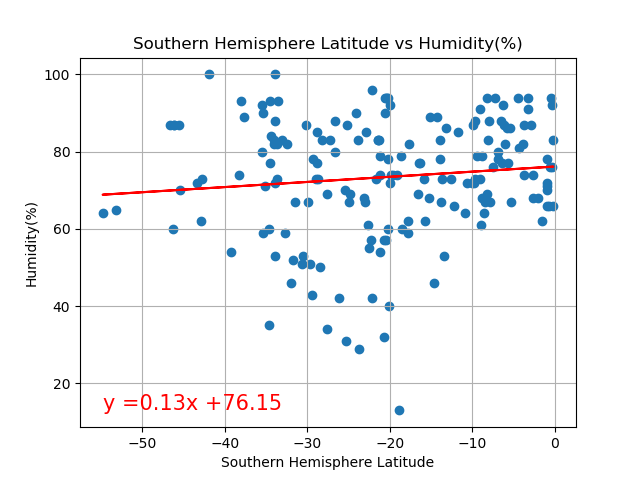 Southern Hemisphere Latitude vs Humidity(%)
100
80
60
40
20
Humidity(%)
y =0.13x +76.15
−50 −40 −30 −20 −10 0
Southern Hemisphere Latitude